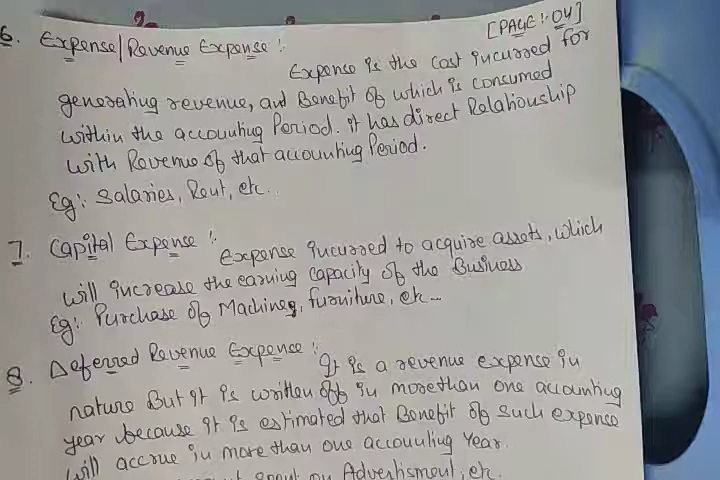 [PAGE:04]
6. Expense/Revenue Expense:
Expense is the cost incurred for
generating revenue, and Benefit of which is consumed
within the accounting Period. it has direct Relationship
with Revenue of that accounting Period.
Eg: Salaries, Rent, etc..
7. Capital Expense:
Expense incurred to acquire assets, which
will increase the earning capacity of the Business
Eg: Purchase of Machines, furniture, etc--
8. Deferred Revenue Expense:
It is a revenue expense in
nature But it is written off in more than one accounting
year because it is estimated that Benefit of such expense
will accrue in more than one accounting Year.
spent on Advertisment, etc.